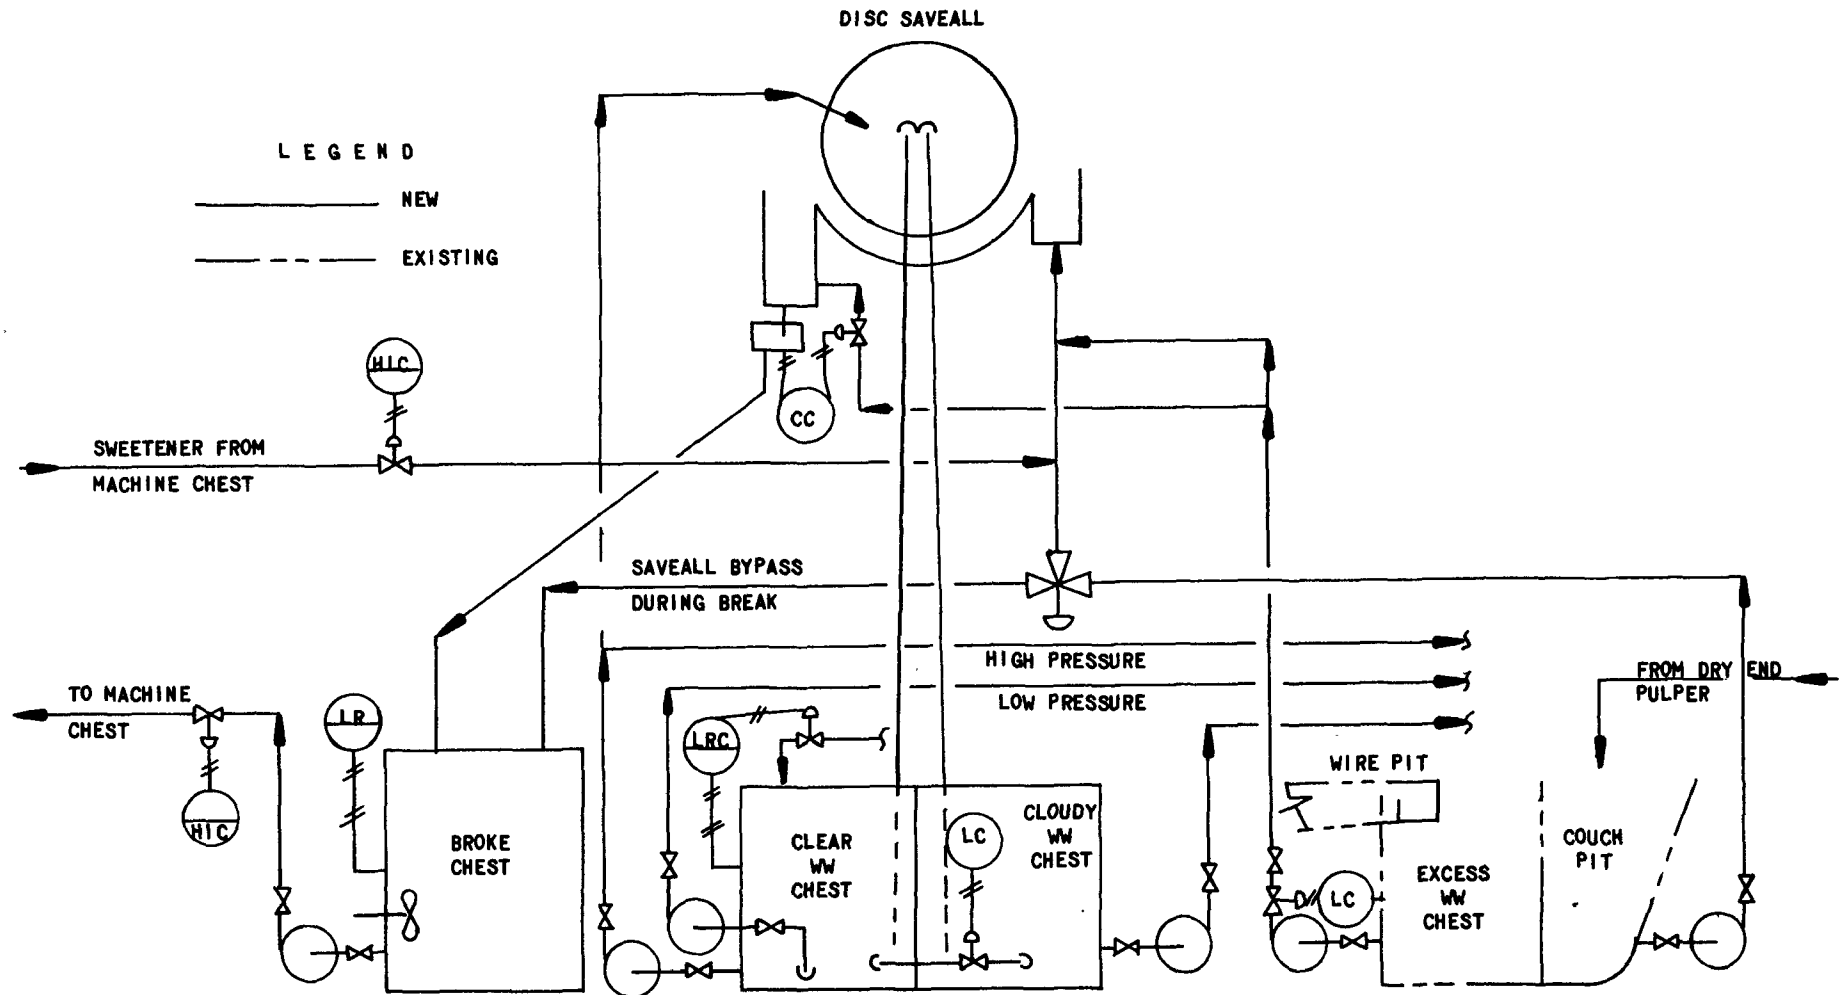 DISC SAVEALL
LEGEND
NEW
EXISTING
HIC
CC
SWEETENER FROM
MACHINE CHEST
SAVEALL BYPASS
DURING BREAK
HIGH PRESSURE
LOW PRESSURE
FROM DRY END
PULPER
TO MACHINE
CHEST
HIC
LR
LRC
BROKE
CHEST
CLEAR
WW
CHEST
LC
CLOUDY
WW
CHEST
WIRE PIT
LC
EXCESS
WW
CHEST
COUCH
PIT